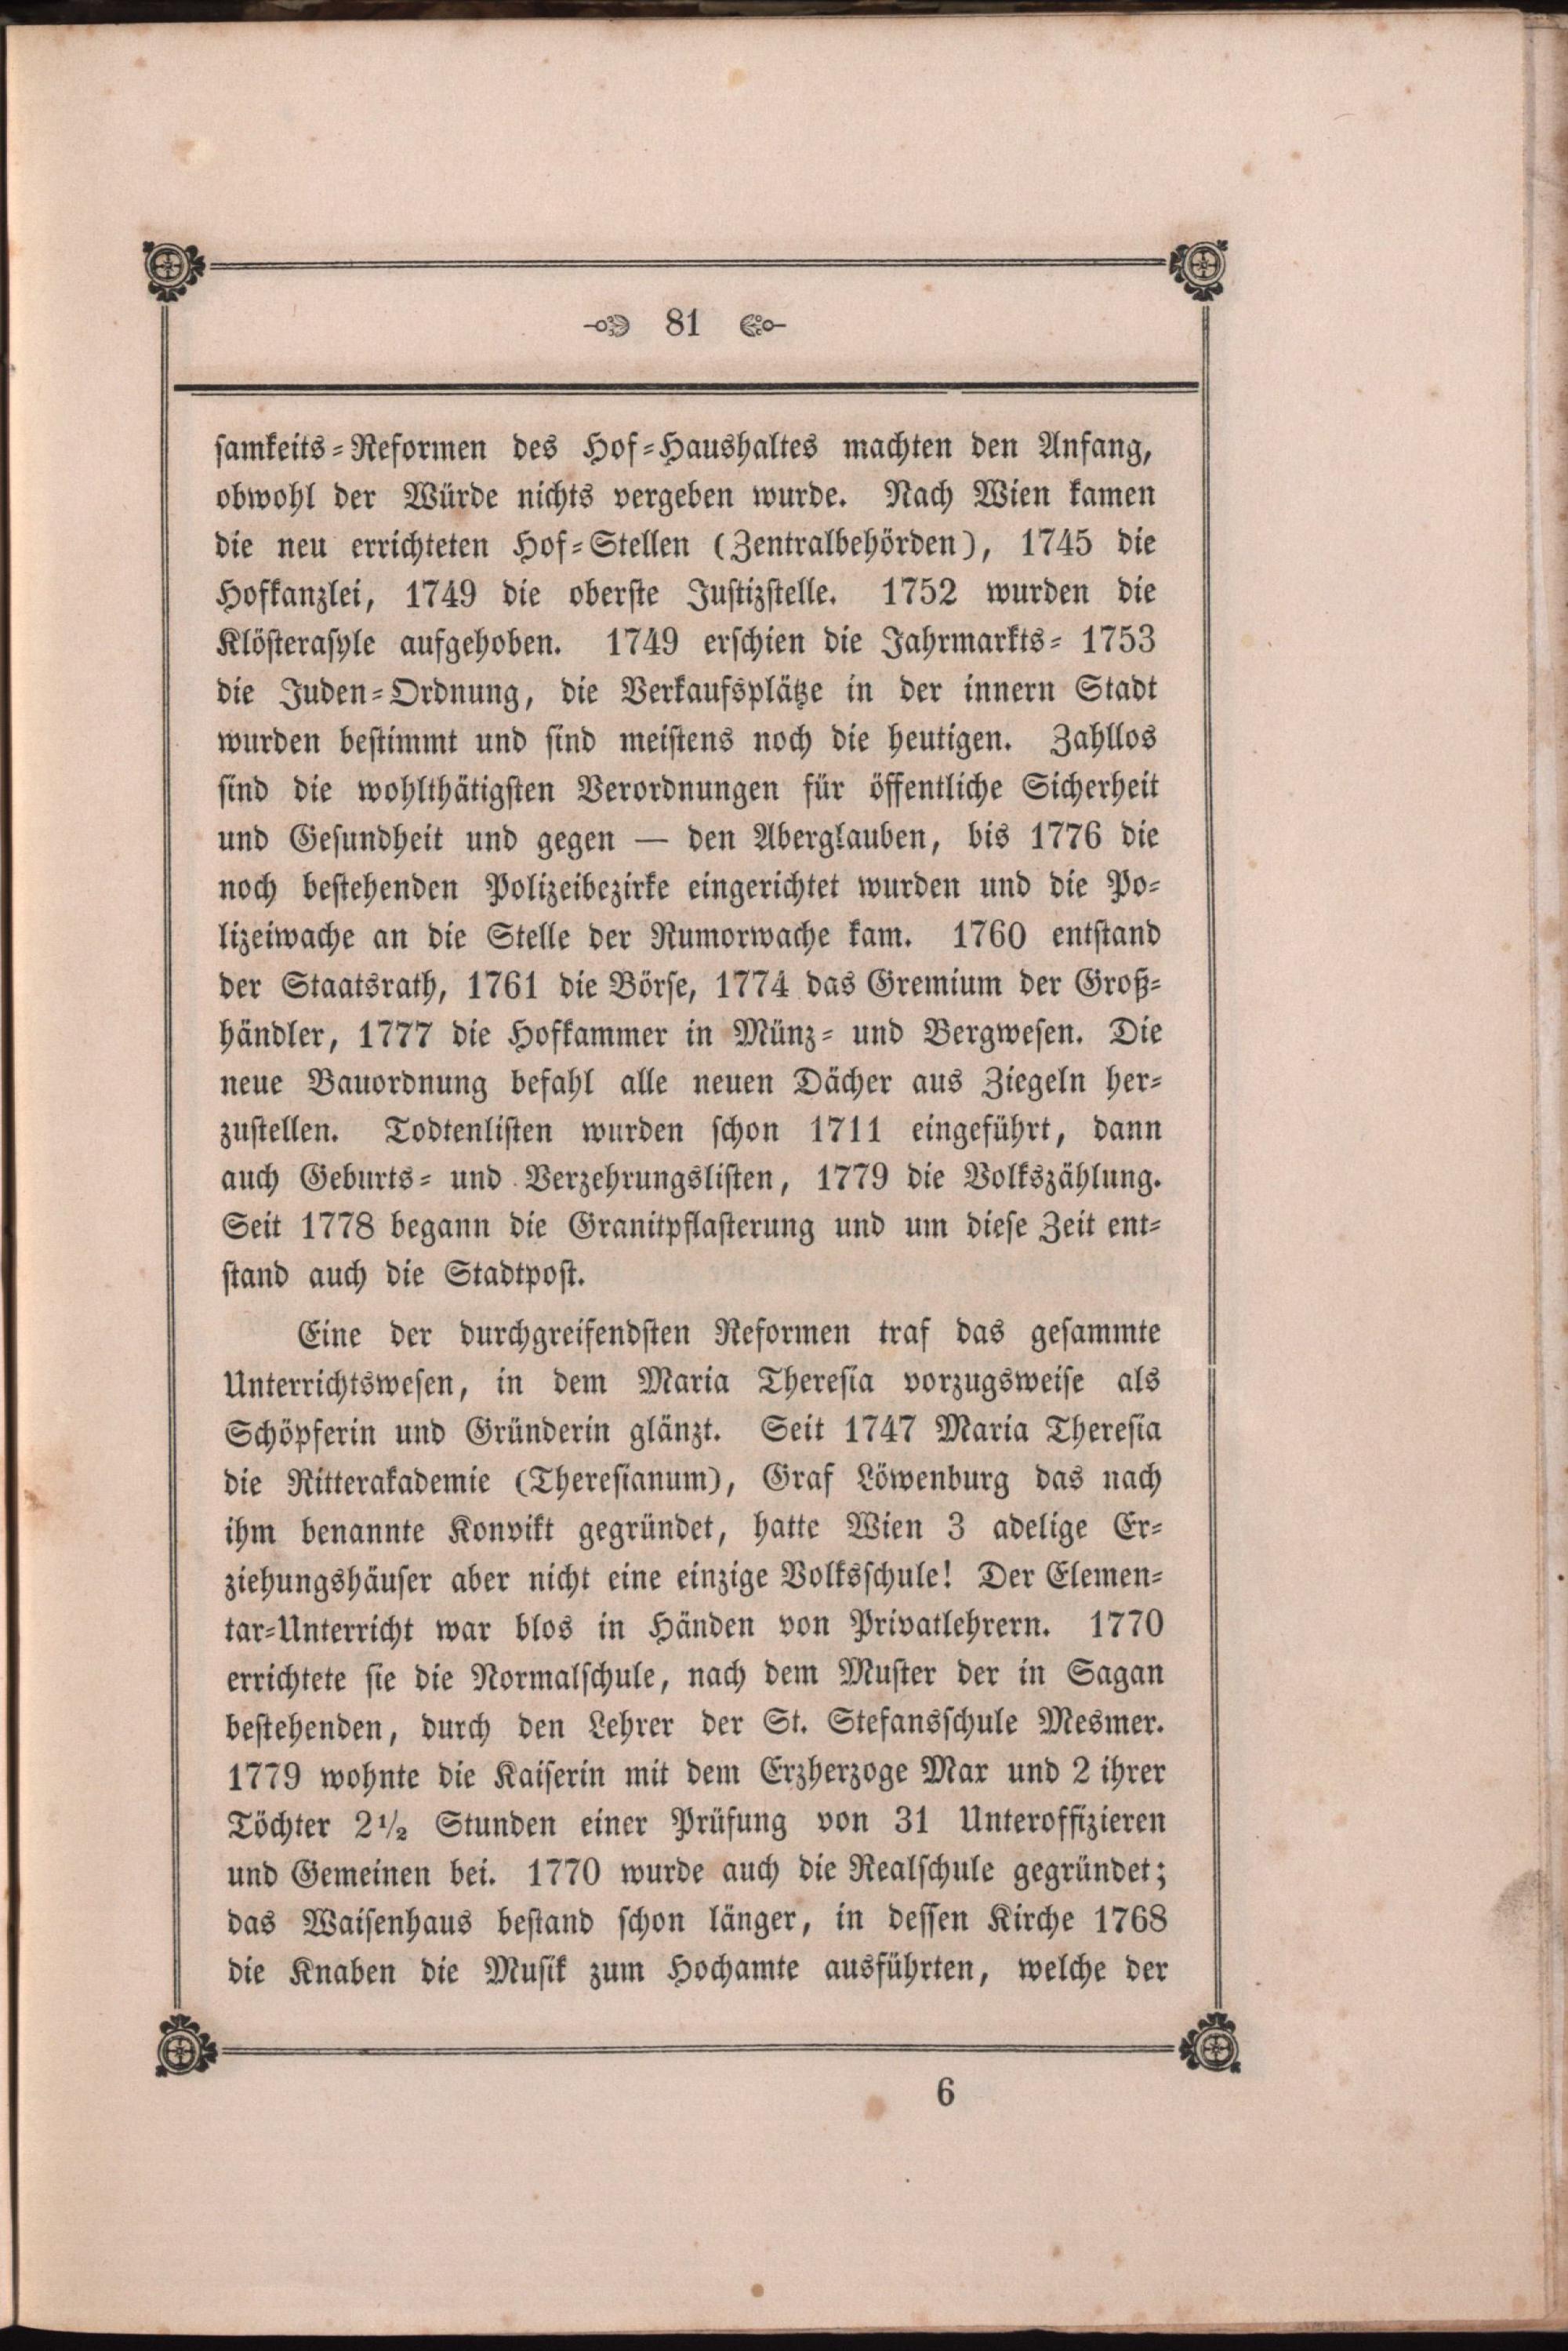 81
samkeits-Reformen des Hof-Haushaltes machten den Anfang,
obwohl der Würde nichts vergeben wurde. Nach Wien kamen
die neu errichteten Hof-Stellen (Zentralbehörden), 1745 die
Hofkanzlei, 1749 die oberste Justizstelle. 1752 wurden die
Klösterasyle aufgehoben. 1749 erschien die Jahrmarkts- 1753
die Juden-Ordnung, die Verkaufsplätze in der innern Stadt
wurden bestimmt und sind meistens noch die heutigen. Zahllos
sind die wohlthätigsten Verordnungen für öffentliche Sicherheit
und Gesundheit und gegen — den Aberglauben, bis 1776 die
noch bestehenden Polizeibezirke eingerichtet wurden und die Po-
lizeiwache an die Stelle der Rumorwache kam. 1760 entstand
der Staatsrath, 1761 die Börse, 1774 das Gremium der Groß-
händler, 1777 die Hofkammer in Münz- und Bergwesen. Die
neue Bauordnung befahl alle neuen Dächer aus Ziegeln her-
zustellen. Todtenlisten wurden schon 1711 eingeführt, dann
auch Geburts- und Verzehrungslisten, 1779 die Volkszählung.
Seit 1778 begann die Granitpflasterung und um diese Zeit ent-
stand auch die Stadtpost.
Eine der durchgreifendsten Reformen traf das gesammte
Unterrichtswesen, in dem Maria Theresia vorzugsweise als
Schöpferin und Gründerin glänzt. Seit 1747 Maria Theresia
die Ritterakademie (Theresianum), Graf Löwenburg das nach
ihm benannte Konvikt gegründet, hatte Wien 3 adelige Er-
ziehungshäuser aber nicht eine einzige Volksschule! Der Elemen-
tar-Unterricht war blos in Händen von Privatlehrern. 1770
errichtete sie die Normalschule, nach dem Muster der in Sagan
bestehenden, durch den Lehrer der St. Stefansschule Mesmer.
1779 wohnte die Kaiserin mit dem Erzherzoge Max und 2 ihrer
Töchter 2½ Stunden einer Prüfung von 31 Unteroffizieren
und Gemeinen bei. 1770 wurde auch die Realschule gegründet;
das Waisenhaus bestand schon länger, in dessen Kirche 1768
die Knaben die Musik zum Hochamte ausführten, welche der
6